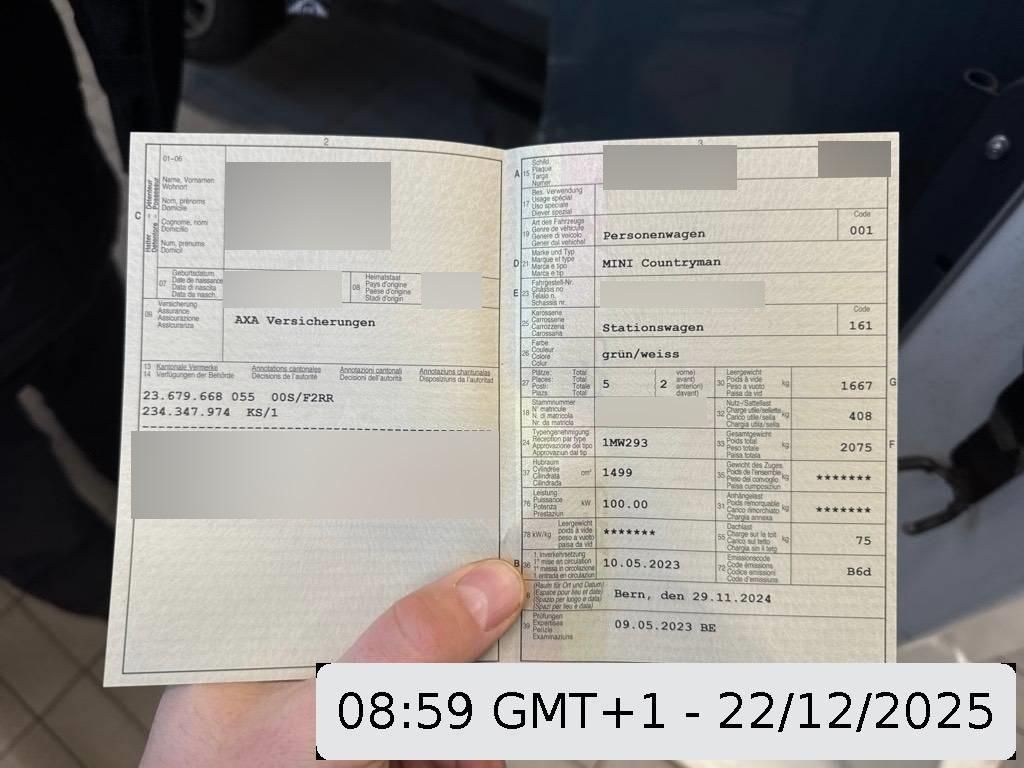 2
01-06
Halter
Détenteur
Detentore
Possessur
C
Name, Vornamen
Wohnort
Nom, prénoms
Domicile
Cognome, nomi
Domicilio
Num, prenums
Domicil
07
Geburtsdatum
Date de naissance
Data di nascita
Data da nasch.
08
Heimatstaat
Pays d'origine
Paese d'origine
Stadi d'origin
09
Versicherung
Assurance
Assicurazione
Assicuranza
AXA Versicherungen
13 Kantonale Vermerke Annotations cantonales Annotazioni cantonali Annotaziuns chantunalas
14 Verfügungen der Behörde Décisions de l'autorité Decisioni dell'autorità Disposiziuns da l'autoritad
23.679.668 055 00S/F2RR
234.347.974 KS/1
3
A 15
Schild
Plaque
Targa
Numer
17
Bes. Verwendung
Usage spécial
Uso speciale
Diever spezial
19
Art des Fahrzeugs
Genre de véhicule
Genere di veicolo
Gener dal vehichel
Personenwagen
Code
001
D 21
Marke und Typ
Marque et type
Marca e tipo
Marca e tip
MINI Countryman
E 23
Fahrgestell-Nr.
Châssis no
Telaio n.
Schassis nr.
25
Karosserie
Carrosserie
Carrozzeria
Carossaria
Stationswagen
Code
161
26
Farbe
Couleur
Colore
Colur
grün/weiss
27
Plätze: Total
Places: Total
Posti: Totale
Plazs: Total
5
( vorne)
avant)
anteriori)
davant)
2
30
Leergewicht
Poids à vide
Peso a vuoto
Paisa vid
kg
1667
G
18
Stammnummer
N° matricule
N. di matricola
Nr. da matricla
32
Nutz-/Sattellast
Charge utile/sellette
Carico utile/sella
Chargia utila/sella
kg
408
24
Typengenehmigung
Réception par type
Approvazione del tipo
Approvaziun dal tip
1MW293
33
Gesamtgewicht
Poids total
Peso totale
Paisa totala
kg
2075
F
37
Hubraum
Cylindrée
Cilindrata
Cilindrada
cm³
1499
35
Gewicht des Zuges
Poids de l'ensemble
Peso del convoglio
Paisa cumposiziun
kg
*******
76
Leistung
Puissance
Potenza
Prestaziun
kW
100.00
31
Anhängelast
Poids remorquable
Carico rimorchiato
Chargia annexa
kg
*******
78 kW/kg
Leergewicht
poids à vide
peso a vuoto
paisa da vid
*******
55
Dachlast
Charge sur le toit
Carico sul tetto
Chargia sin il tetg
kg
75
B 36
1. Inverkehrsetzung
1re mise en circulation
1a messa in circolazione
1. entrada en circulaziun
10.05.2023
72
Emissionscode
Code émissions
Codice emissioni
Code d'emissiuns
B6d
(Raum für Ort und Datum)
(Espace pour lieu et date)
(Spazio per luogo e data)
(Spazi per lieu e data)
Bern, den 29.11.2024
39
Prüfungen
Expertises
Perizie
Examinaziuns
09.05.2023 BE
08:59 GMT+1 - 22/12/2025